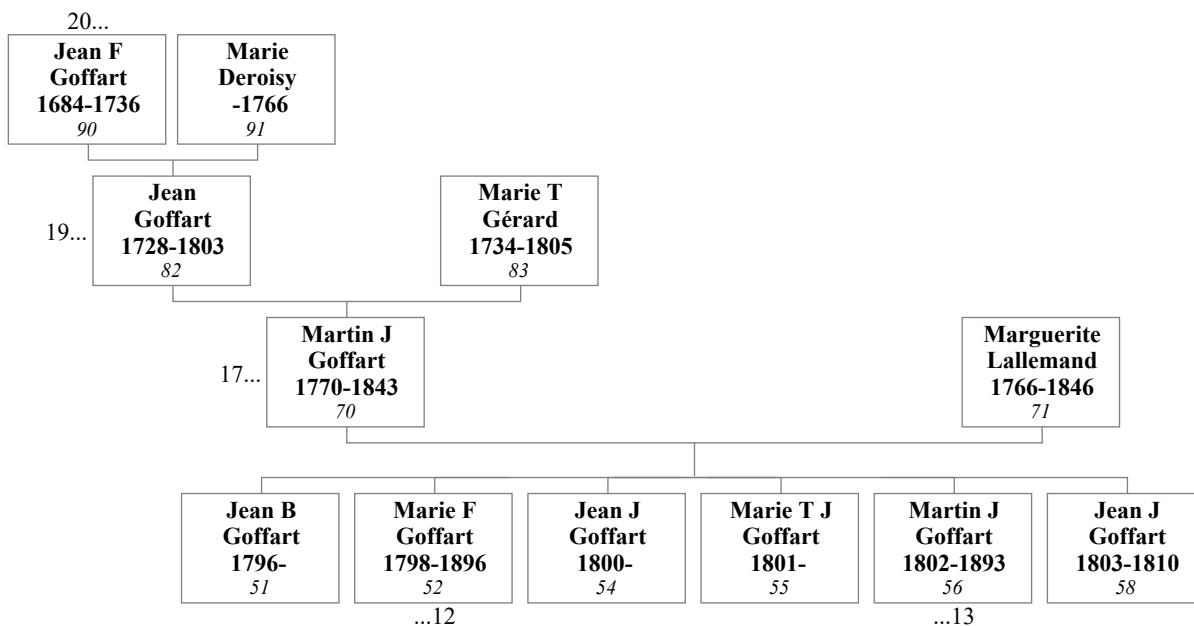 20...
Jean F
Goffart
1684-1736
90
Marie
Deroisy
-1766
91
19...
Jean
Goffart
1728-1803
82
Marie T
Gérard
1734-1805
83
17...
Martin J
Goffart
1770-1843
70
Marguerite
Lallemand
1766-1846
71
Jean B
Goffart
1796-
51
Marie F
Goffart
1798-1896
52
...12
Jean J
Goffart
1800-
54
Marie T J
Goffart
1801-
55
Martin J
Goffart
1802-1893
56
...13
Jean J
Goffart
1803-1810
58